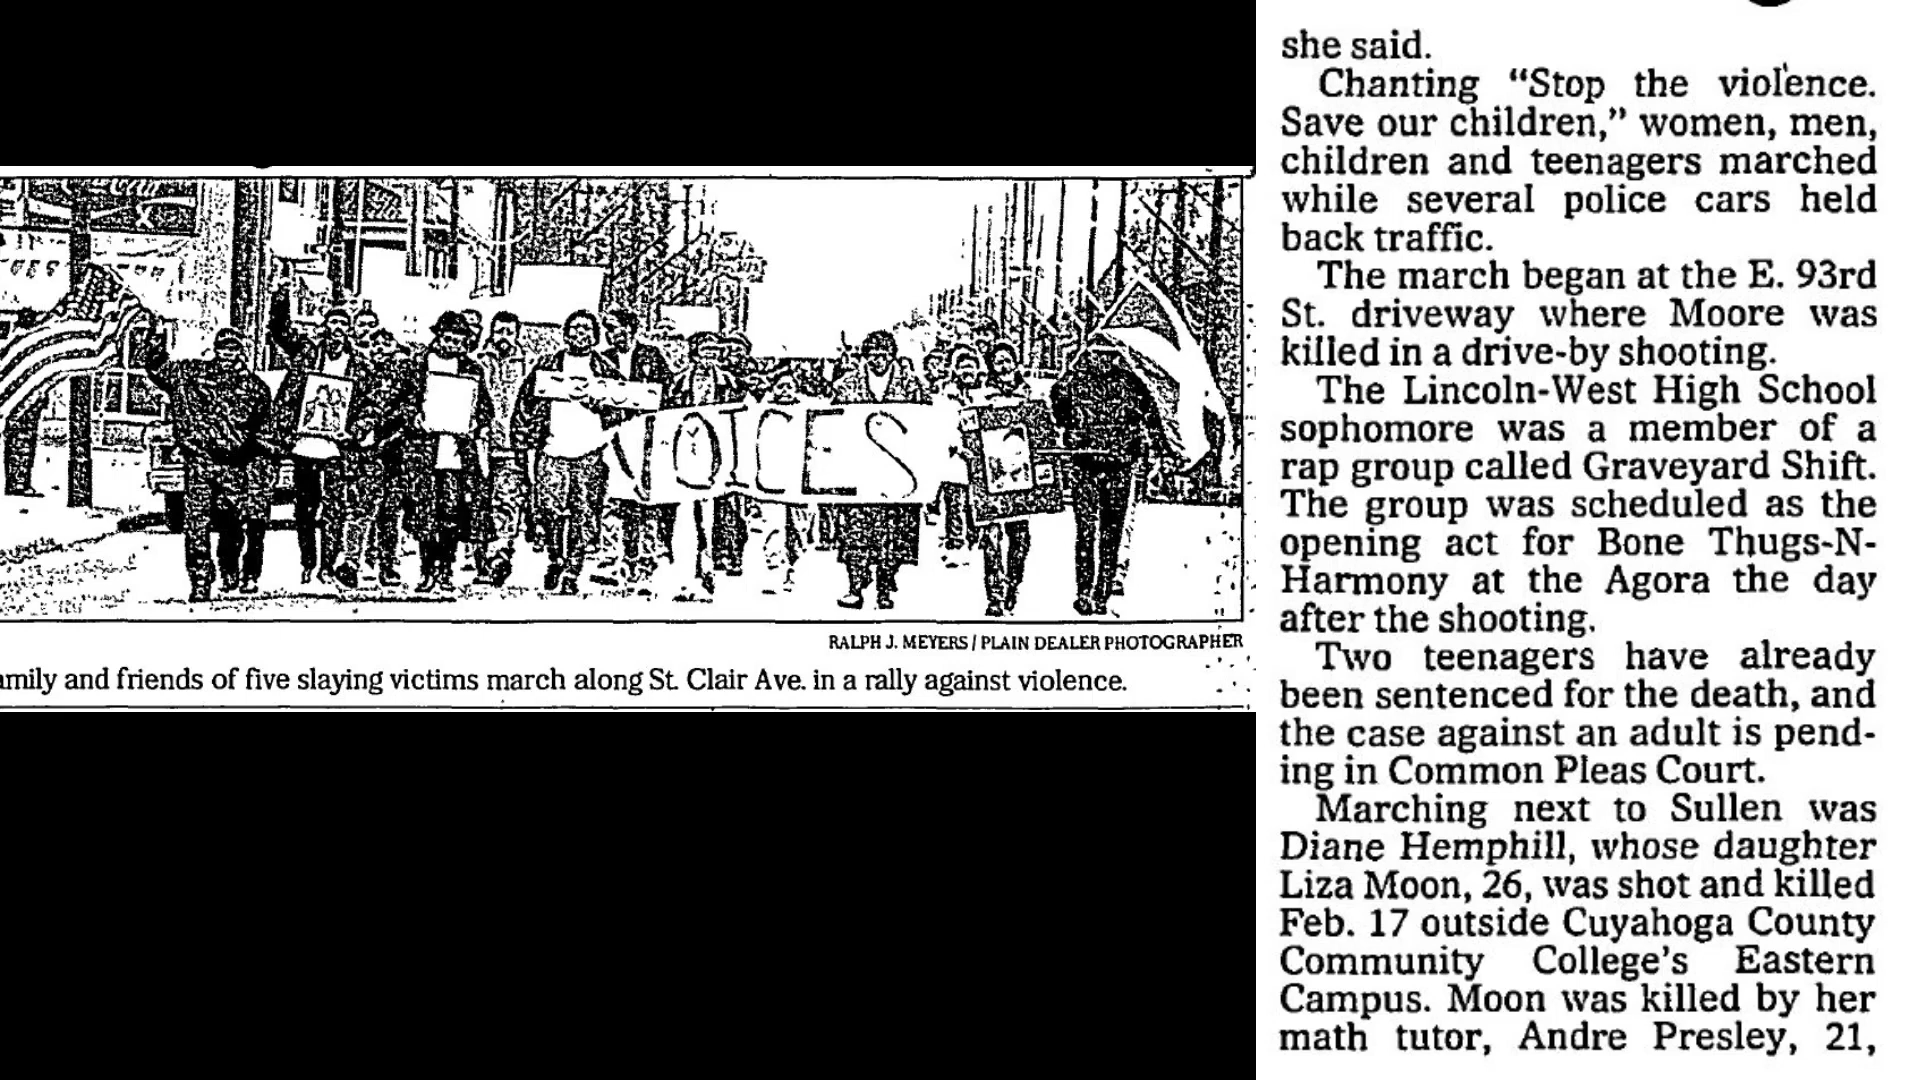 VOICES
RALPH J. MEYERS / PLAIN DEALER PHOTOGRAPHER
amily and friends of five slaying victims march along St. Clair Ave. in a rally against violence.
she said.
Chanting “Stop the violence.
Save our children,” women, men,
children and teenagers marched
while several police cars held
back traffic.
The march began at the E. 93rd
St. driveway where Moore was
killed in a drive-by shooting.
The Lincoln-West High School
sophomore was a member of a
rap group called Graveyard Shift.
The group was scheduled as the
opening act for Bone Thugs-N-
Harmony at the Agora the day
after the shooting.
Two teenagers have already
been sentenced for the death, and
the case against an adult is pend-
ing in Common Pleas Court.
Marching next to Sullen was
Diane Hemphill, whose daughter
Liza Moon, 26, was shot and killed
Feb. 17 outside Cuyahoga County
Community College’s Eastern
Campus. Moon was killed by her
math tutor, Andre Presley, 21,